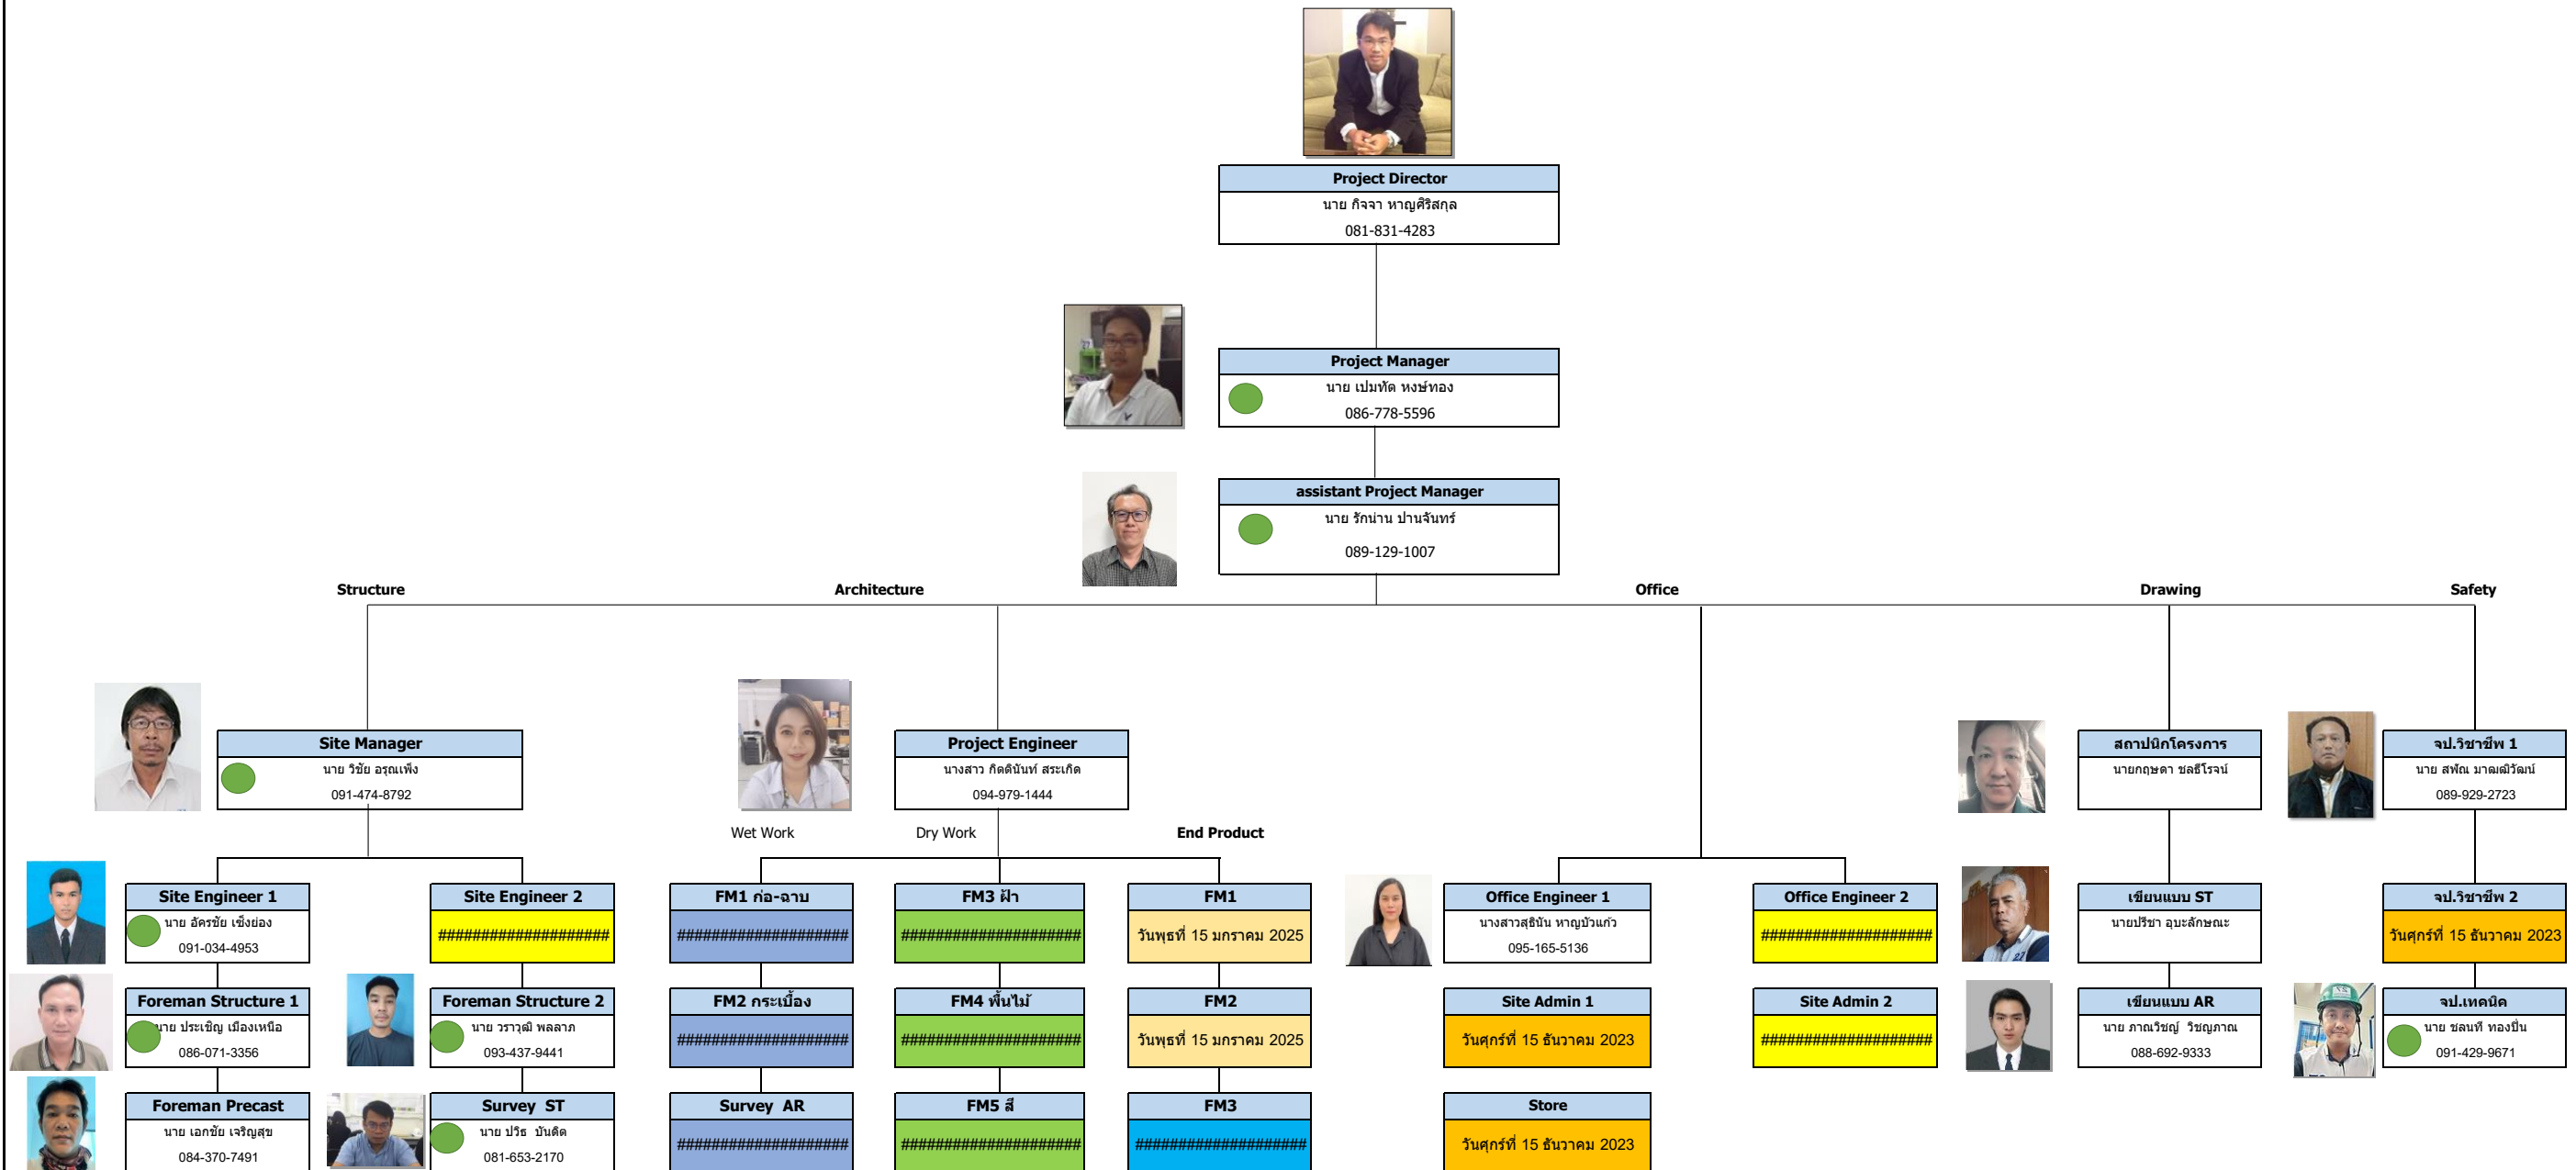 Project Director
นาย กิจจา หาญศิริสกุล
081-831-4283
Project Manager
นาย เปมทัต หงษ์ทอง
086-778-5596
assistant Project Manager
นาย รักน่าน ปานจันทร์
089-129-1007
Structure
Architecture
Office
Drawing
Safety
Site Manager
นาย วิชัย อรุณเพ็ง
091-474-8792
Project Engineer
นางสาว กิตตินันท์ สระเกิด
094-979-1444
สถาปนิกโครงการ
นายกฤษดา ชลธีโรจน์
จป.วิชาชีพ 1
นาย สพัณ มาฒฒิวัฒน์
089-929-2723
Wet Work
Dry Work
End Product
Site Engineer 1
นาย อัครชัย เซ็งย่อง
091-034-4953
Site Engineer 2
####################
FM1 ก่อ-ฉาบ
####################
FM3 ฝ้า
#####################
FM1
วันพุธที่ 15 มกราคม 2025
Office Engineer 1
นางสาวสุธินัน หาญบัวแก้ว
095-165-5136
Office Engineer 2
####################
เขียนแบบ ST
นายปรีชา อุบะลักษณะ
จป.วิชาชีพ 2
วันศุกร์ที่ 15 ธันวาคม 2023
Foreman Structure 1
นาย ประเชิญ เมืองเหนือ
086-071-3356
Foreman Structure 2
นาย วราวุฒิ พลลาภ
093-437-9441
FM2 กระเบื้อง
####################
FM4 พื้นไม้
#####################
FM2
วันพุธที่ 15 มกราคม 2025
Site Admin 1
วันศุกร์ที่ 15 ธันวาคม 2023
Site Admin 2
####################
เขียนแบบ AR
นาย ภาณวิชญ์ วิชญภาณ
088-692-9333
จป.เทคนิค
นาย ชลนที ทองปิ่น
091-429-9671
Foreman Precast
นาย เอกชัย เจริญสุข
084-370-7491
Survey ST
นาย ปวิธ บันดิต
081-653-2170
Survey AR
####################
FM5 สี
#####################
FM3
####################
Store
วันศุกร์ที่ 15 ธันวาคม 2023